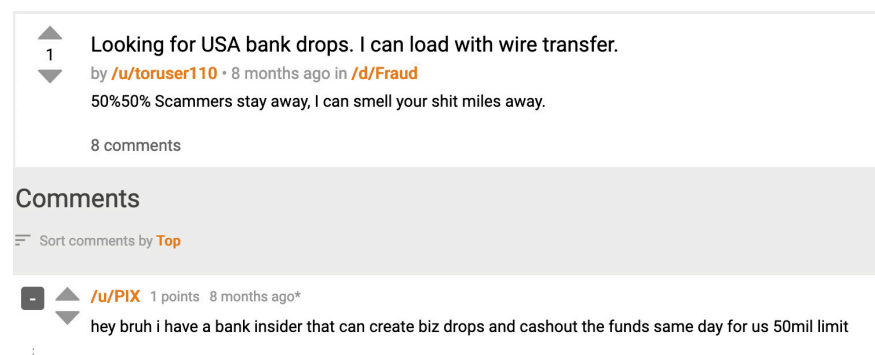 1
Looking for USA bank drops. I can load with wire transfer.
by /u/toruser110 • 8 months ago in /d/Fraud
50%50% Scammers stay away, I can smell your shit miles away.
8 comments
Comments
Sort comments by Top
- /u/PIX 1 points 8 months ago*
hey bruh i have a bank insider that can create biz drops and cashout the funds same day for us 50mil limit